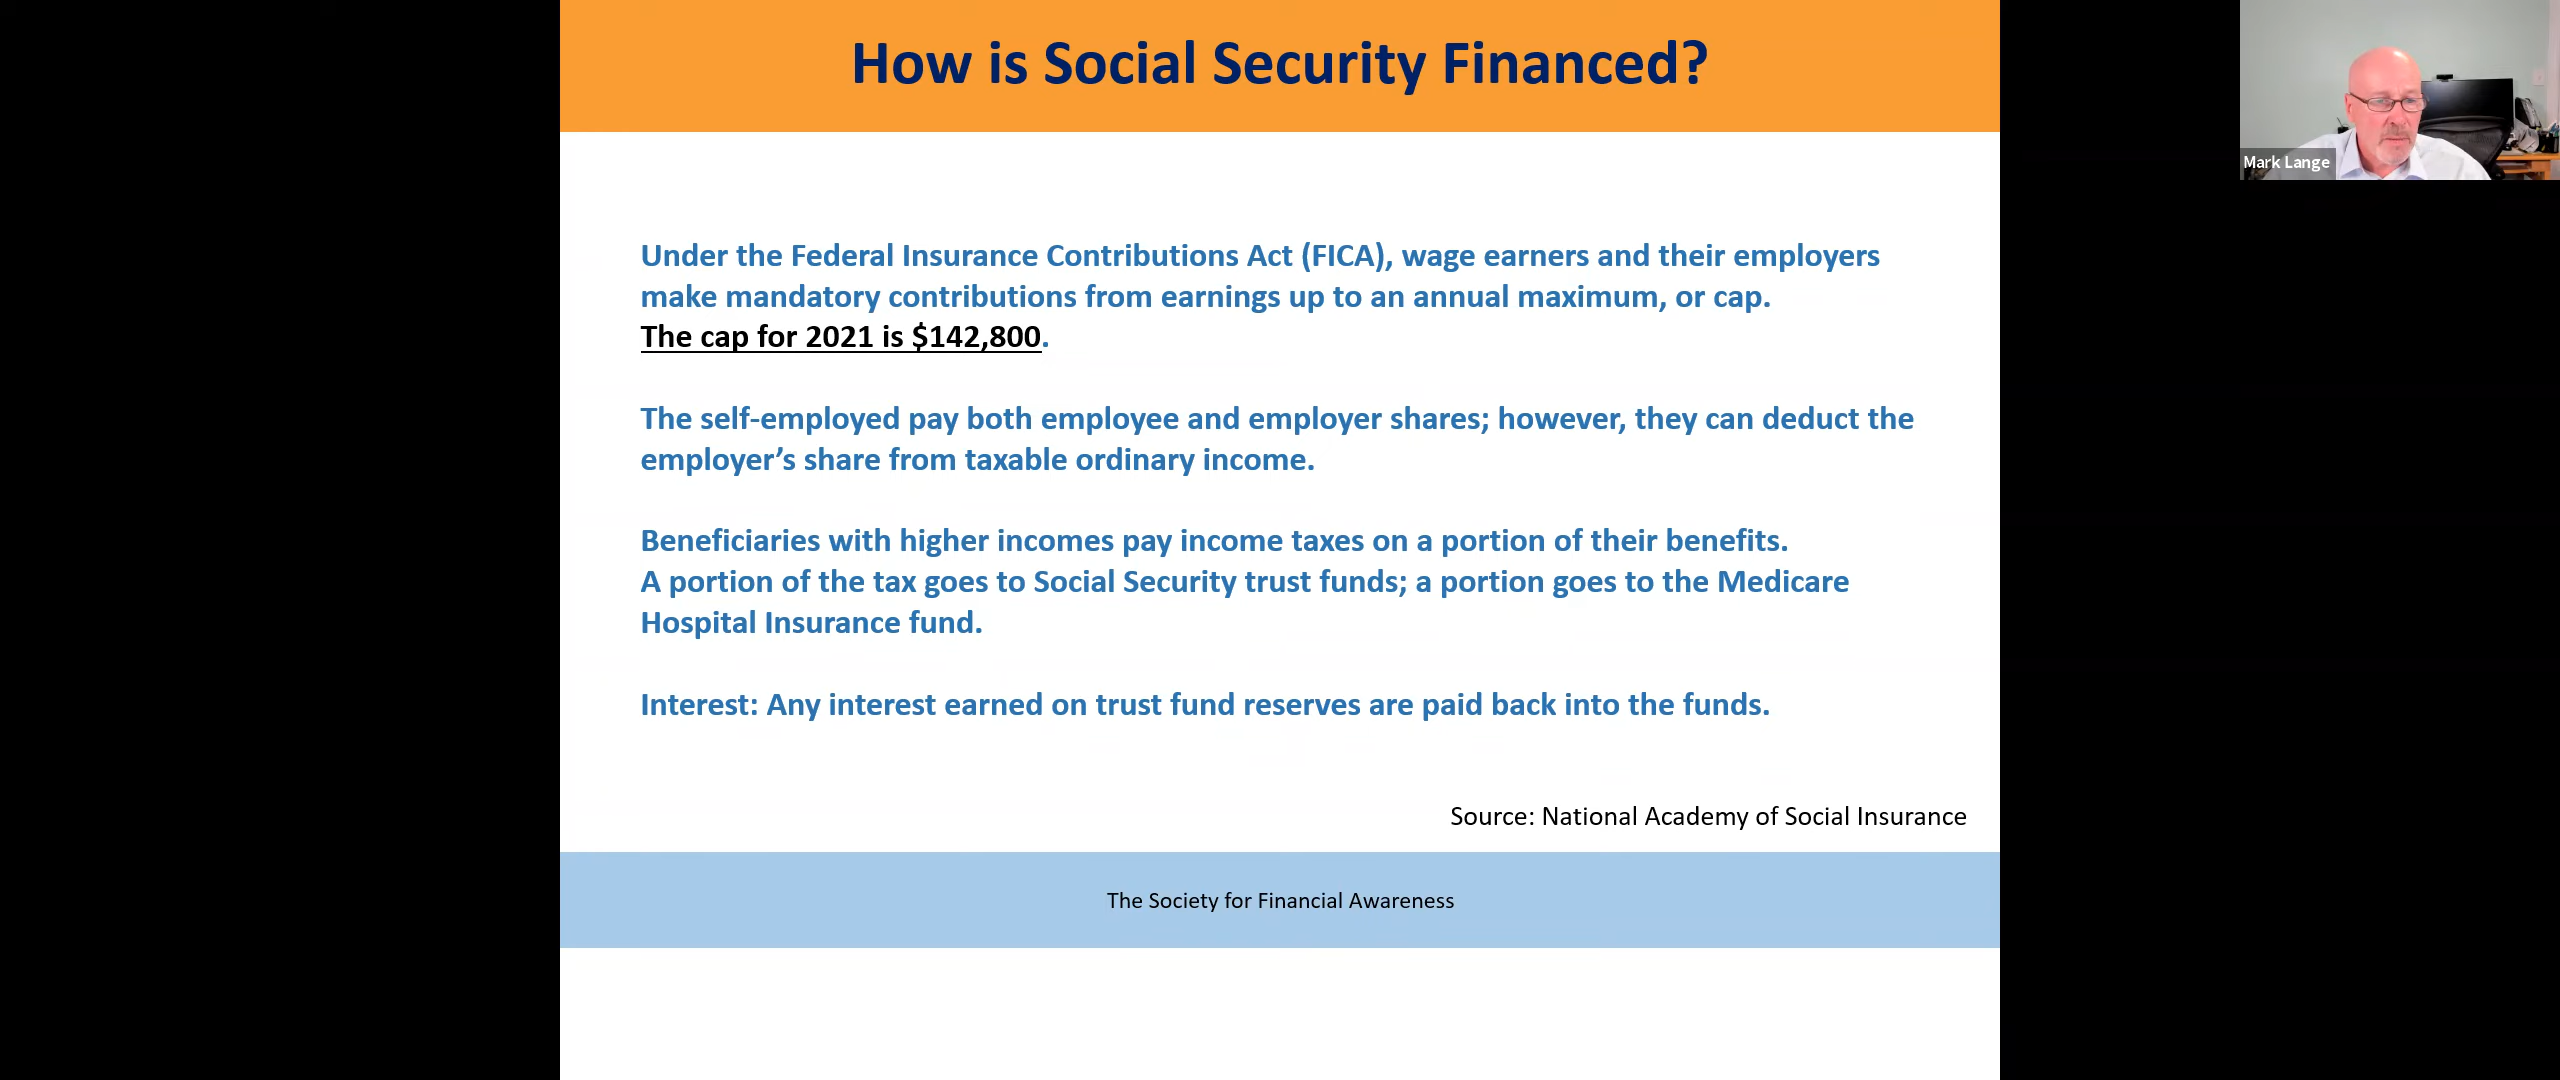 How is Social Security Financed?
Mark Lange
Under the Federal Insurance Contributions Act (FICA), wage earners and their employers
make mandatory contributions from earnings up to an annual maximum, or cap.
The cap for 2021 is $142,800.
The self-employed pay both employee and employer shares; however, they can deduct the
employer’s share from taxable ordinary income.
Beneficiaries with higher incomes pay income taxes on a portion of their benefits.
A portion of the tax goes to Social Security trust funds; a portion goes to the Medicare
Hospital Insurance fund.
Interest: Any interest earned on trust fund reserves are paid back into the funds.
Source: National Academy of Social Insurance
The Society for Financial Awareness